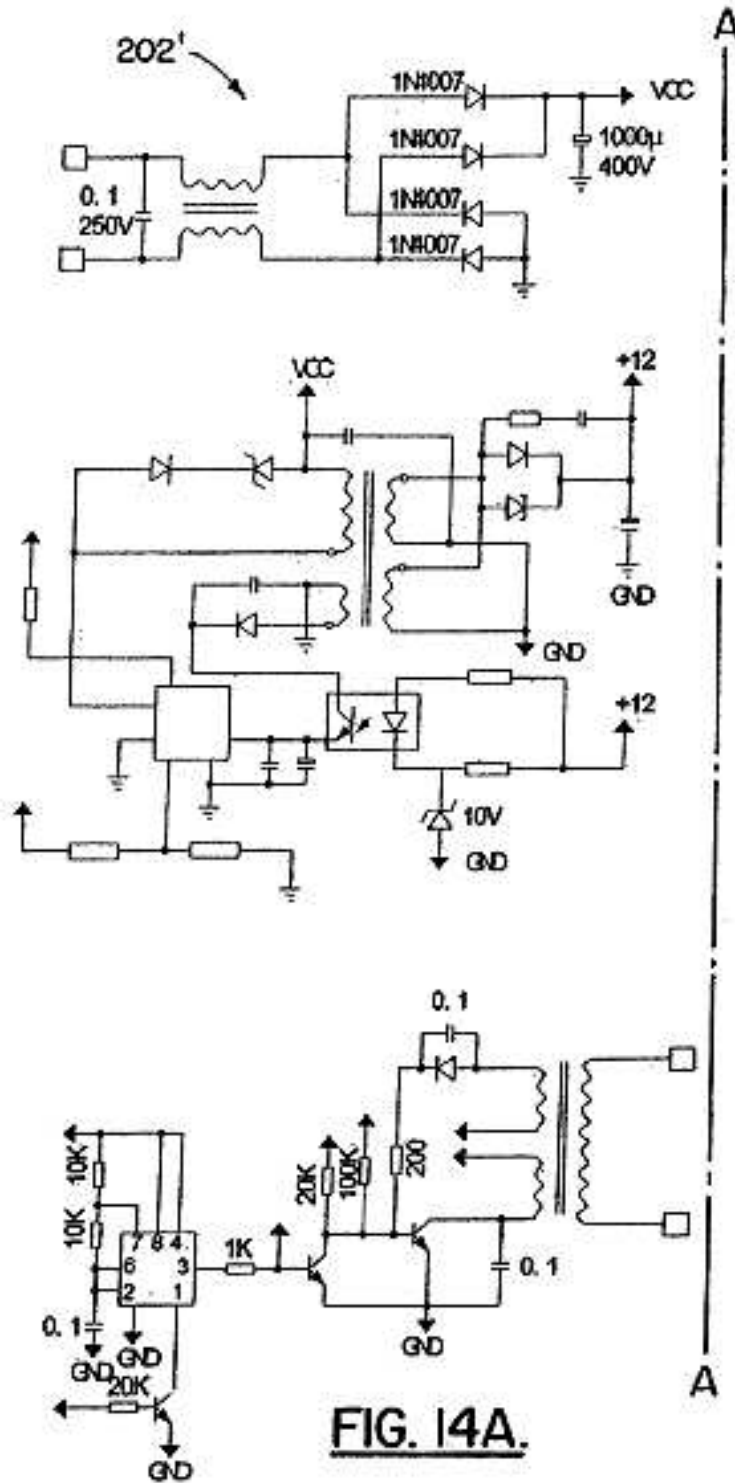 A
202'
1N4007
VCC
1N4007
1000μ
400V
0.1
250V
1N4007
1N4007
VCC
+12
GND
GND
+12
10V
GND
0.1
10K
20K
100K
200
10K
7 8 4
6 3
2 1
1K
0.1
0.1
GND
GND
GND
20K
GND
A
FIG. 14A.